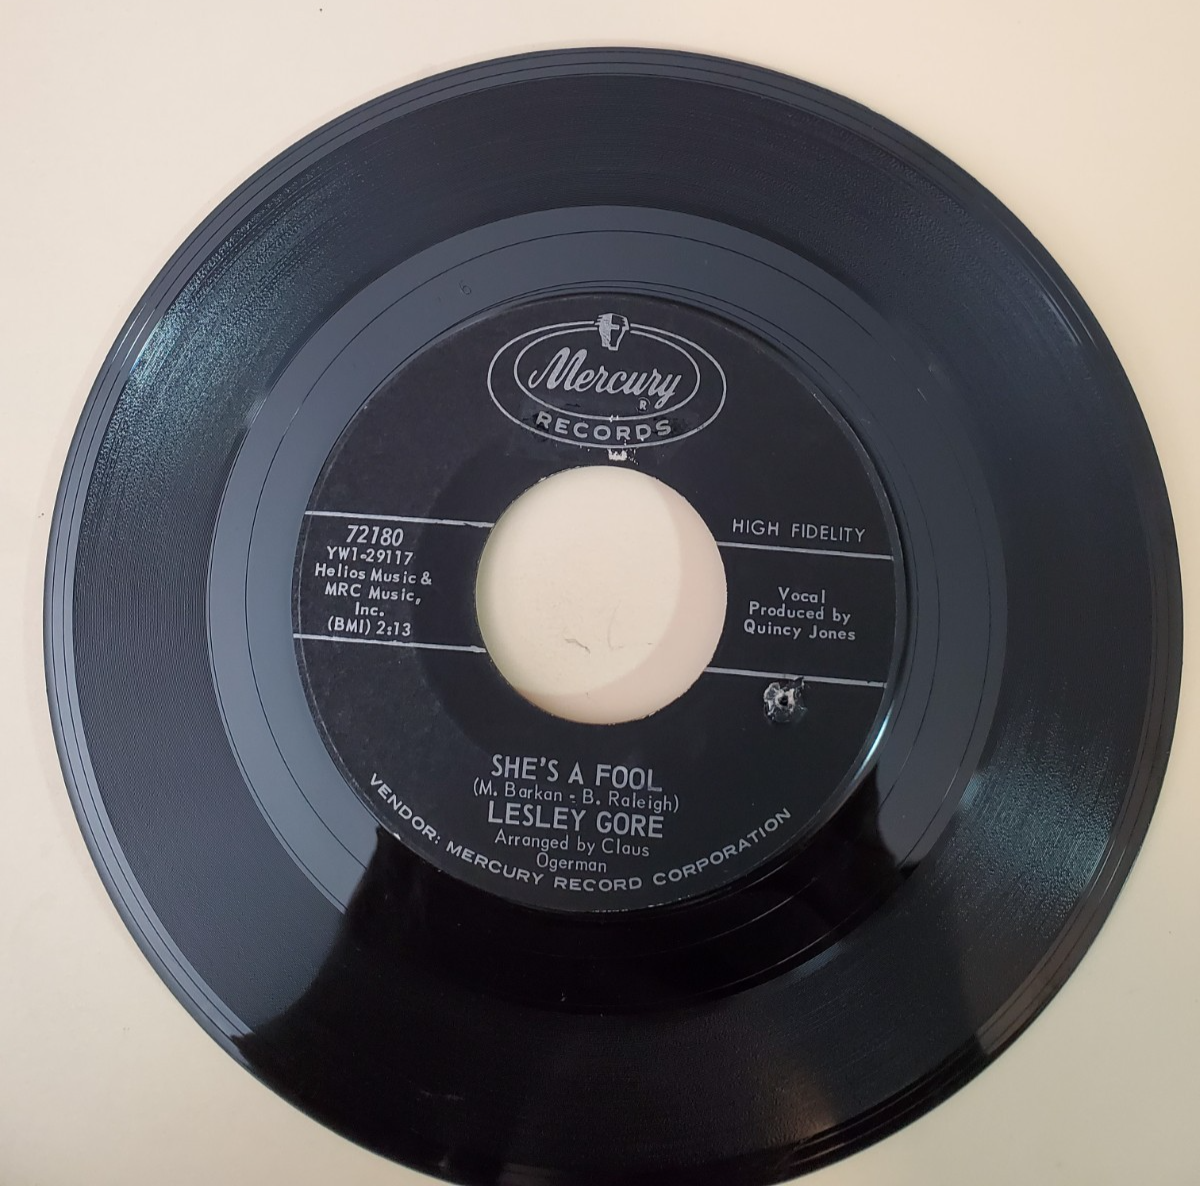 Mercury
R
RECORDS
HIGH FIDELITY
72180
YW1-29117
Helios Music &
MRC Music,
Inc.
(BMI) 2:13
Vocal
Produced by
Quincy Jones
SHE'S A FOOL
(M. Barkan - B. Raleigh)
LESLEY GORE
Arranged by Claus
Ogerman
VENDOR: MERCURY RECORD CORPORATION
6